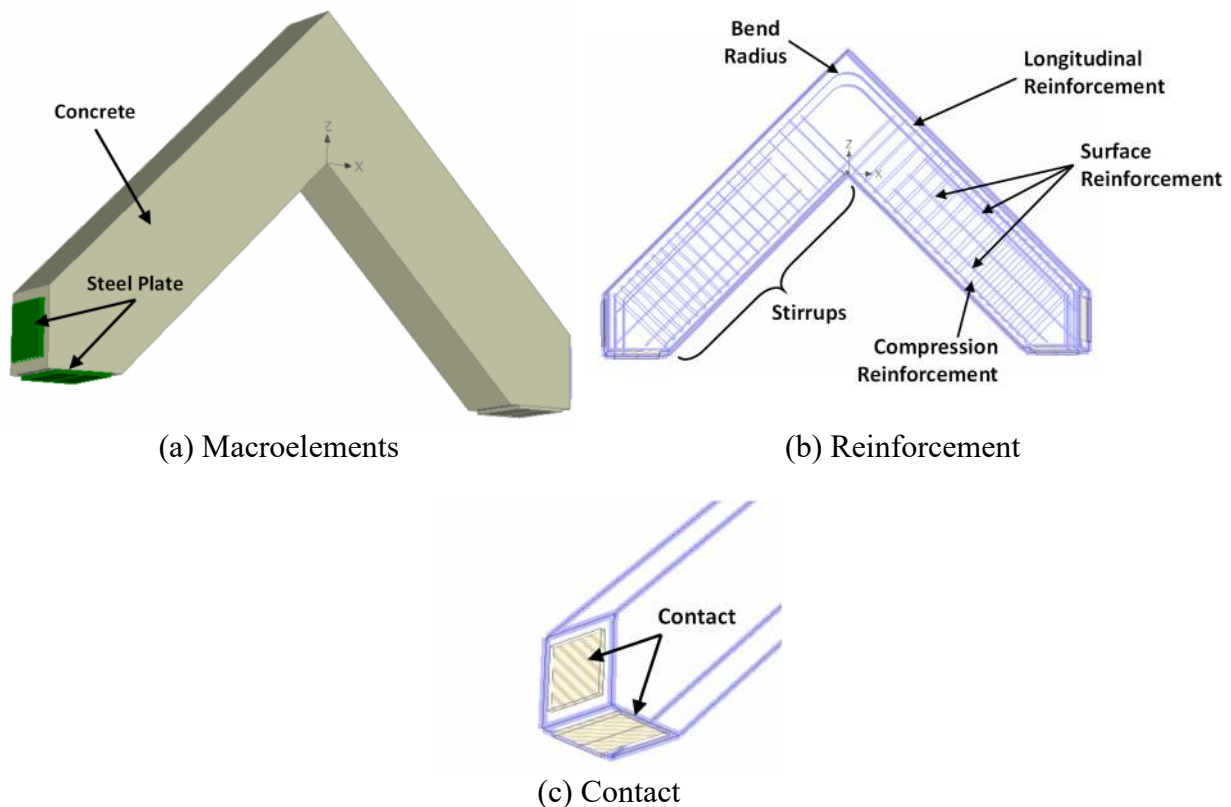 Concrete
Steel Plate
Z
X
(a) Macroelements
Bend
Radius
Longitudinal
Reinforcement
Surface
Reinforcement
Z
X
Stirrups
Compression
Reinforcement
(b) Reinforcement
Contact
(c) Contact